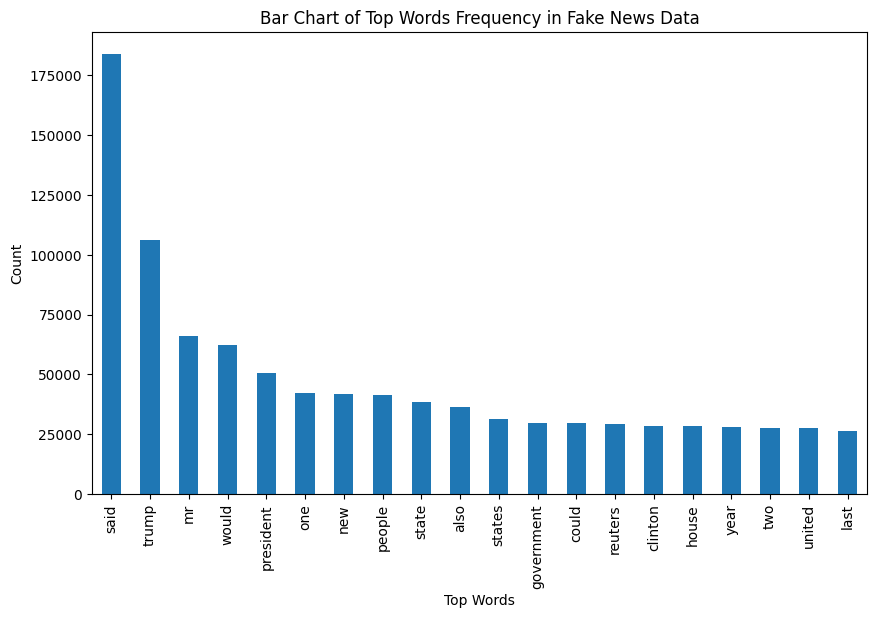 Bar Chart of Top Words Frequency in Fake News Data
175000
150000
125000
100000
75000
50000
25000
0
Count
said
trump
mr
would
president
one
new
people
state
also
states
government
could
reuters
clinton
house
year
two
united
last
Top Words